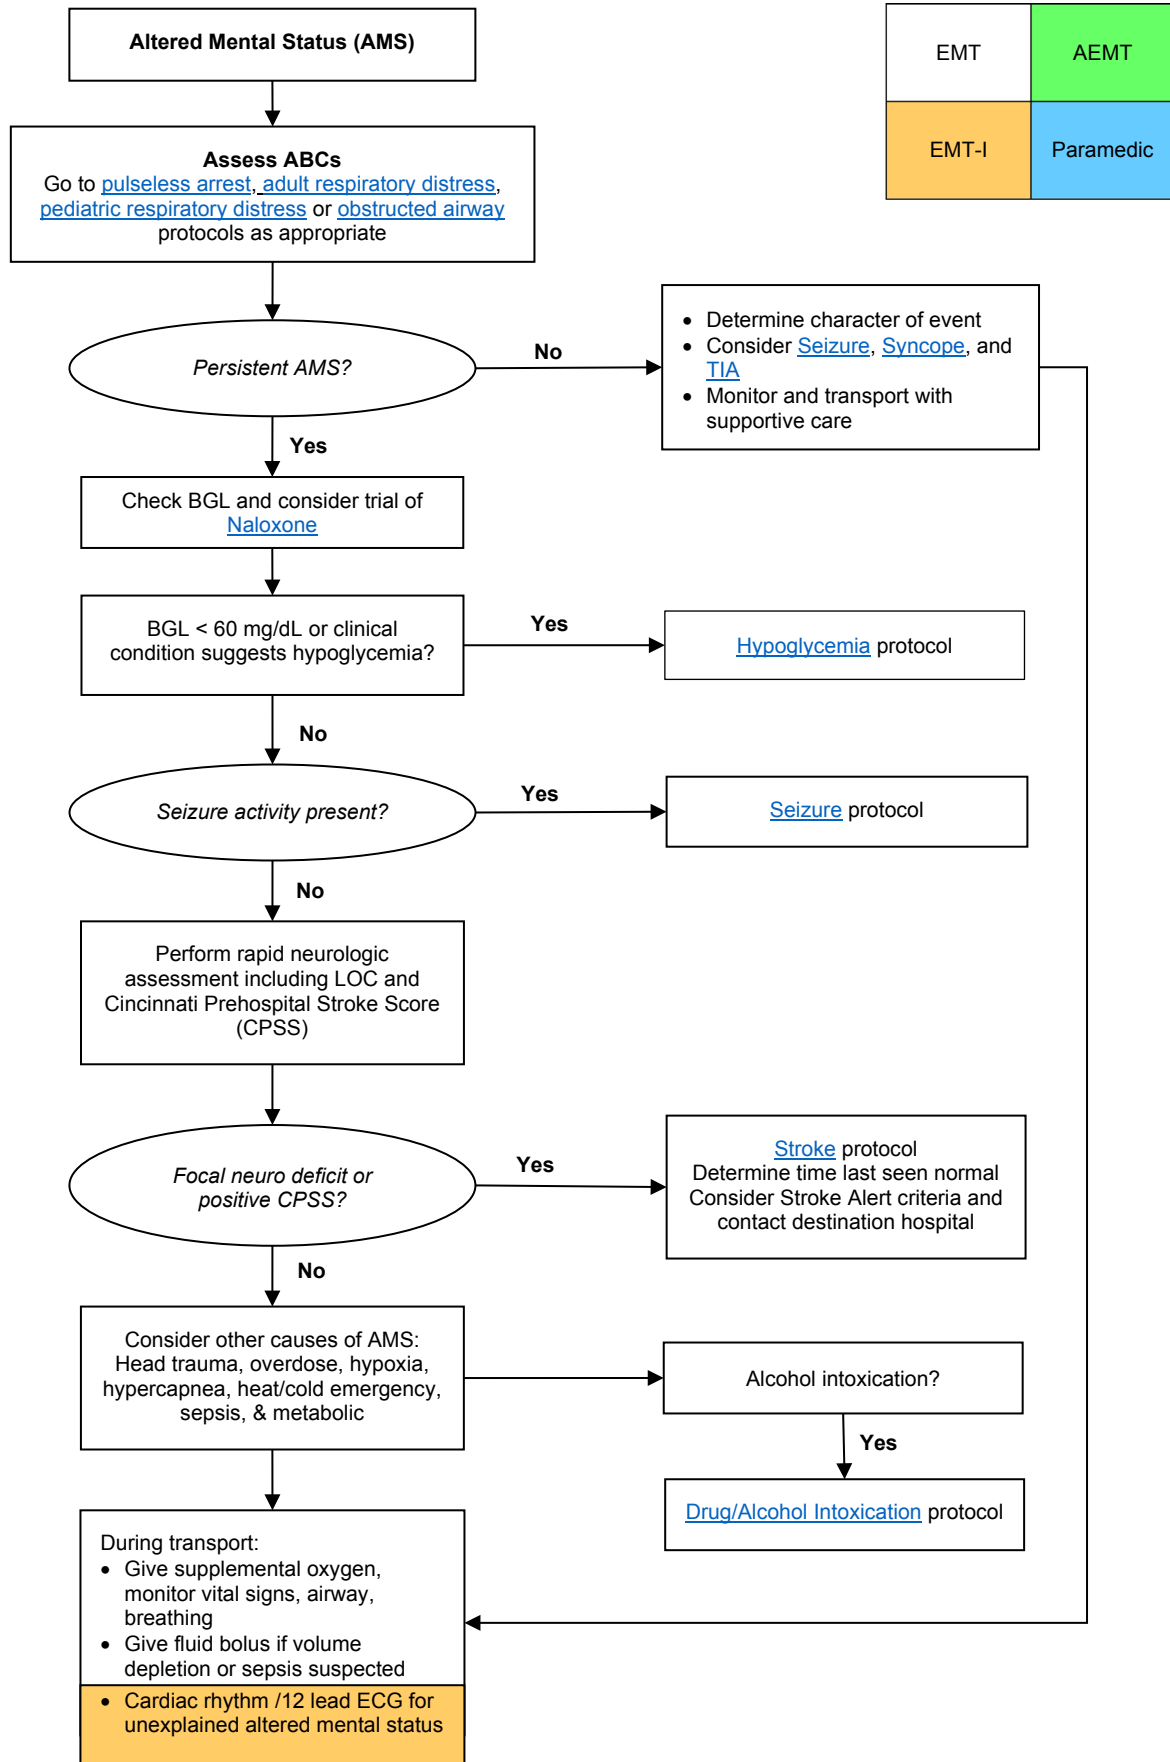 Altered Mental Status (AMS)
EMT
AEMT
EMT-I
Paramedic
Assess ABCs
Go to pulseless arrest, adult respiratory distress,
pediatric respiratory distress or obstructed airway
protocols as appropriate
Persistent AMS?
No
• Determine character of event
• Consider Seizure, Syncope, and
TIA
• Monitor and transport with
supportive care
Yes
Check BGL and consider trial of
Naloxone
BGL < 60 mg/dL or clinical
condition suggests hypoglycemia?
Yes
Hypoglycemia protocol
No
Seizure activity present?
Yes
Seizure protocol
No
Perform rapid neurologic
assessment including LOC and
Cincinnati Prehospital Stroke Score
(CPSS)
Focal neuro deficit or
positive CPSS?
Yes
Stroke protocol
Determine time last seen normal
Consider Stroke Alert criteria and
contact destination hospital
No
Consider other causes of AMS:
Head trauma, overdose, hypoxia,
hypercapnea, heat/cold emergency,
sepsis, & metabolic
Alcohol intoxication?
Yes
Drug/Alcohol Intoxication protocol
During transport:
• Give supplemental oxygen,
monitor vital signs, airway,
breathing
• Give fluid bolus if volume
depletion or sepsis suspected
• Cardiac rhythm /12 lead ECG for
unexplained altered mental status